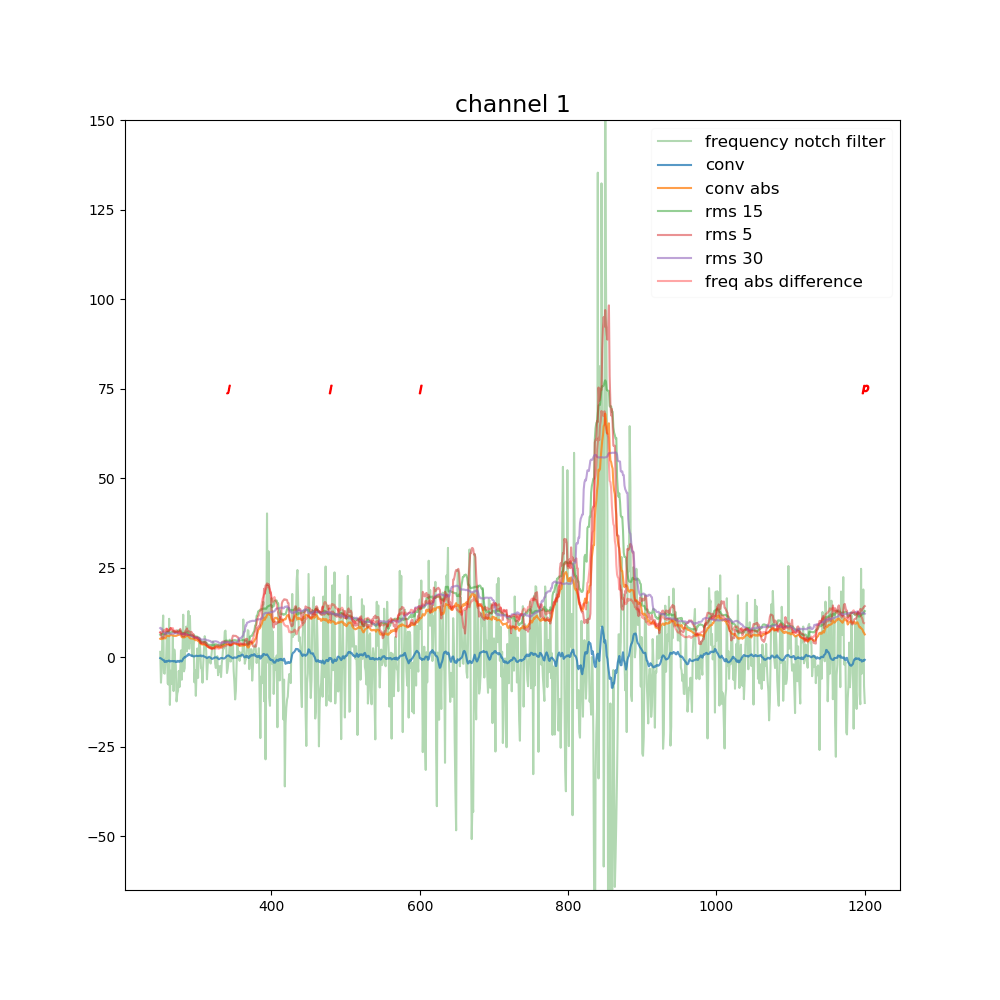 channel 1
150
125
100
75
50
25
0
−25
−50
frequency notch filter
conv
conv abs
rms 15
rms 5
rms 30
freq abs difference
J
p
400
600
800
1000
1200